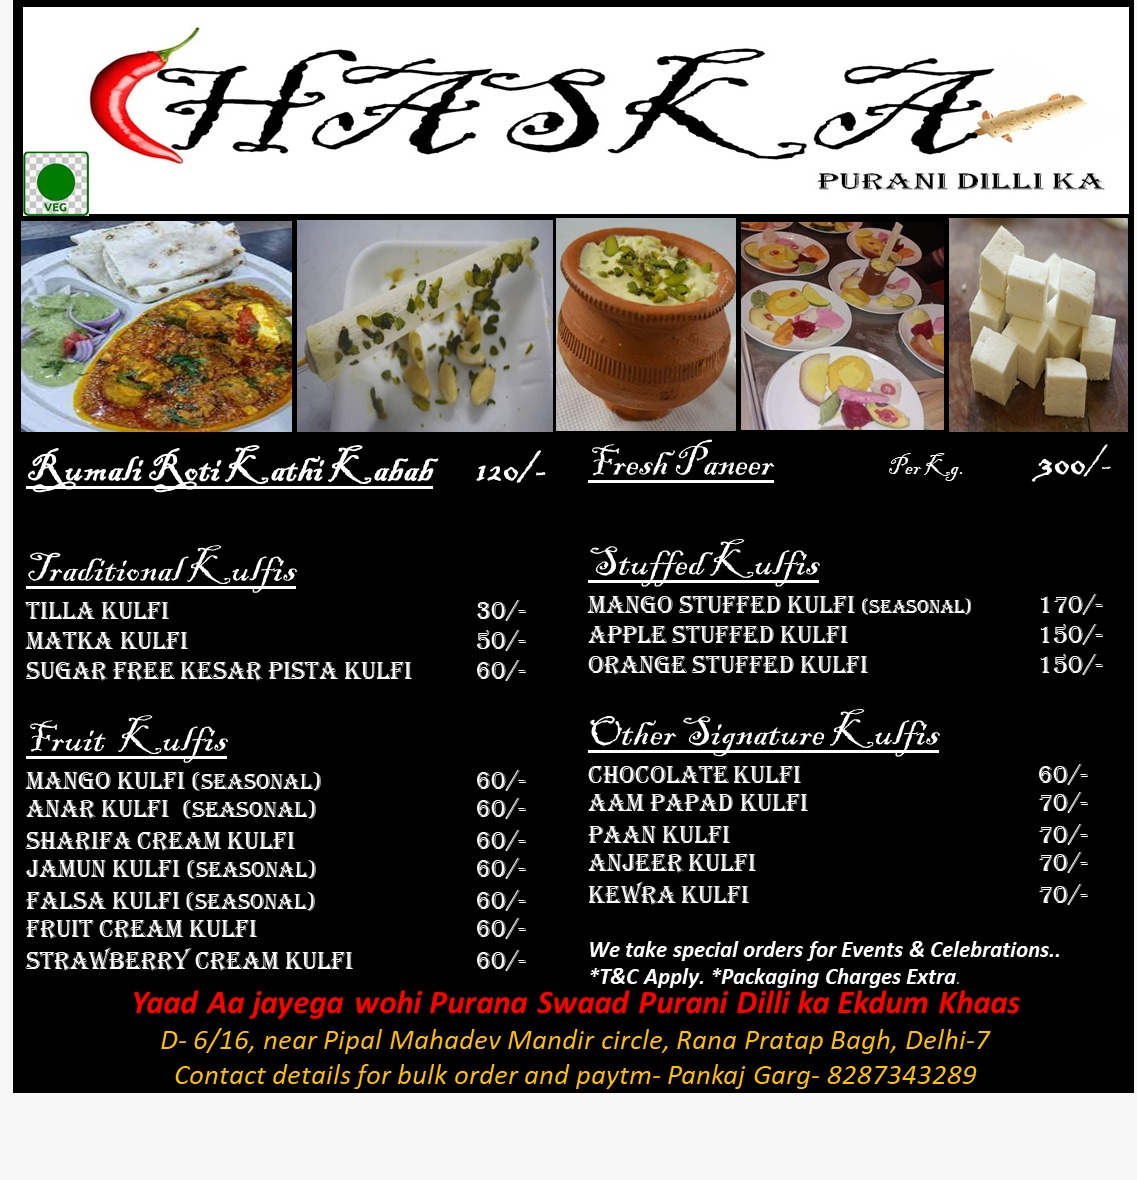 CHASKA
PURANI DILLI KA
VEG
Rumali Roti Kathi Kabab 120/-
Traditional Kulfis
TILLA KULFI 30/-
MATKA KULFI 50/-
SUGAR FREE KESAR PISTA KULFI 60/-
Fruit Kulfis
MANGO KULFI (SEASONAL) 60/-
ANAR KULFI (SEASONAL) 60/-
SHARIFA CREAM KULFI 60/-
JAMUN KULFI (SEASONAL) 60/-
FALSA KULFI (SEASONAL) 60/-
FRUIT CREAM KULFI 60/-
STRAWBERRY CREAM KULFI 60/-
Fresh Paneer Per Kg. 300/-
Stuffed Kulfis
MANGO STUFFED KULFI (SEASONAL) 170/-
APPLE STUFFED KULFI 150/-
ORANGE STUFFED KULFI 150/-
Other Signature Kulfis
CHOCOLATE KULFI 60/-
AAM PAPAD KULFI 70/-
PAAN KULFI 70/-
ANJEER KULFI 70/-
KEWRA KULFI 70/-
We take special orders for Events & Celebrations..
*T&C Apply. *Packaging Charges Extra.
Yaad Aa jayega wohi Purana Swaad Purani Dilli ka Ekdum Khaas
D- 6/16, near Pipal Mahadev Mandir circle, Rana Pratap Bagh, Delhi-7
Contact details for bulk order and paytm- Pankaj Garg- 8287343289